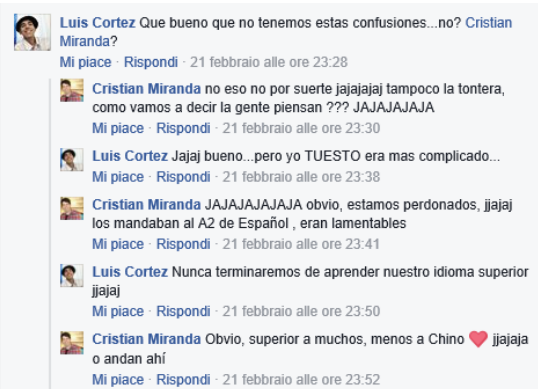 Luis Cortez Que bueno que no tenemos estas confusiones...no? Cristian
Miranda?
Mi piace · Rispondi · 21 febbraio alle ore 23:28
Cristian Miranda no eso no por suerte jajajajaj tampoco la tontera,
como vamos a decir la gente piensan ??? JAJAJAJAJA
Mi piace · Rispondi · 21 febbraio alle ore 23:30
Luis Cortez Jajaj bueno...pero yo TUESTO era mas complicado...
Mi piace · Rispondi · 21 febbraio alle ore 23:38
Cristian Miranda JAJAJAJAJAJA obvio, estamos perdonados, jjajaj
los mandaban al A2 de Español , eran lamentables
Mi piace · Rispondi · 21 febbraio alle ore 23:41
Luis Cortez Nunca terminaremos de aprender nuestro idioma superior
jjajaj
Mi piace · Rispondi · 21 febbraio alle ore 23:50
Cristian Miranda Obvio, superior a muchos, menos a Chino ❤ jjajaja
o andan ahí
Mi piace · Rispondi · 21 febbraio alle ore 23:52